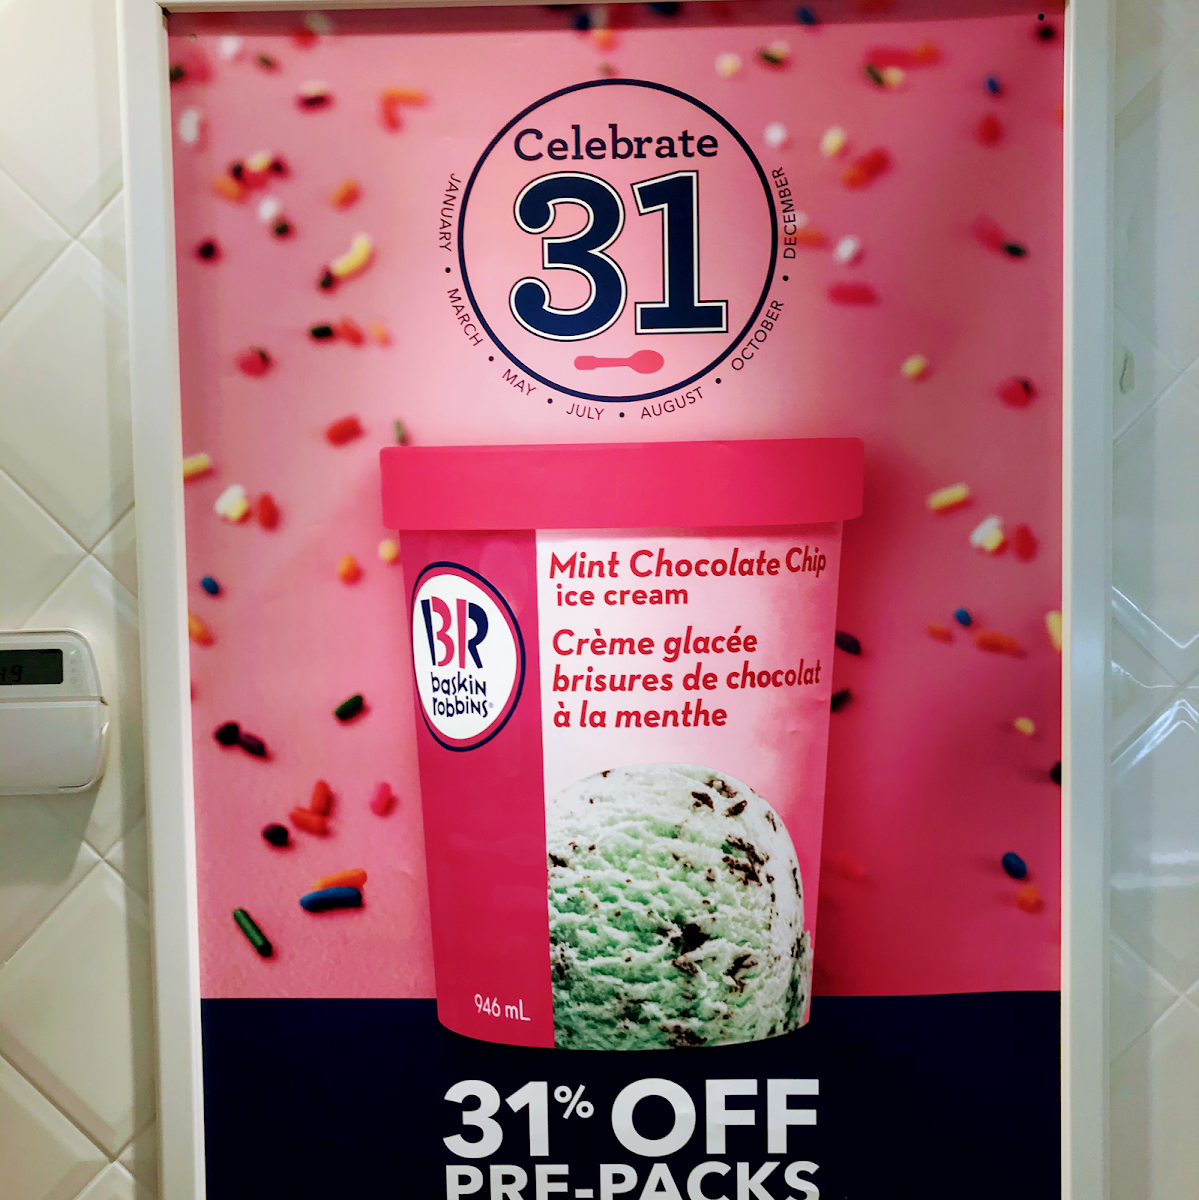 Celebrate
31
JANUARY • MARCH • MAY • JULY • AUGUST • OCTOBER • DECEMBER
BR
baskin
robbins®
Mint Chocolate Chip
ice cream
Crème glacée
brisures de chocolat
à la menthe
946 mL
31% OFF
PRE-PACKS